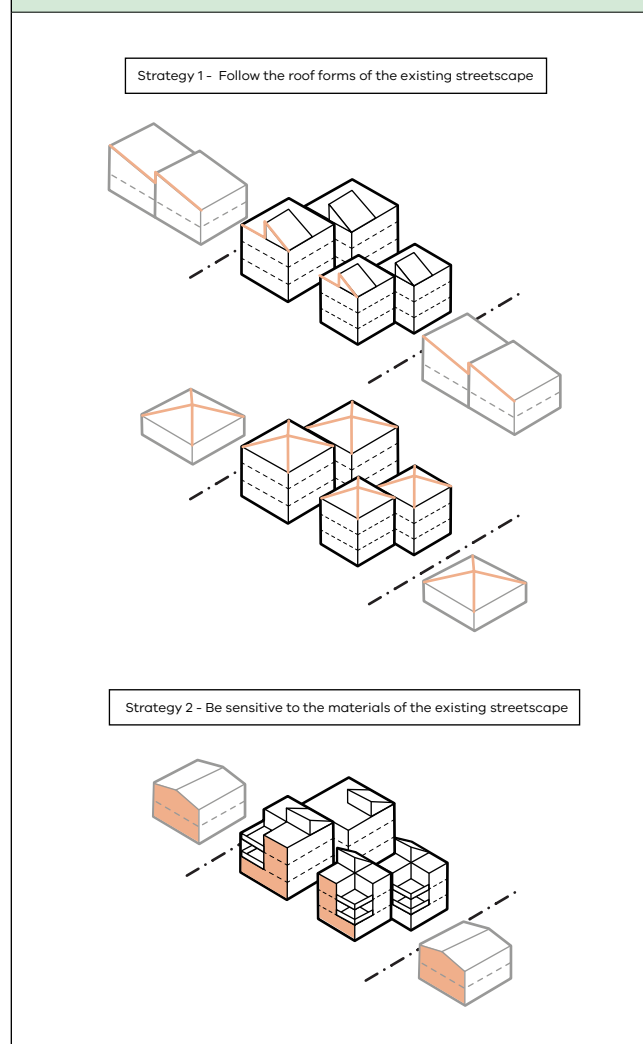 Strategy 1 - Follow the roof forms of the existing streetscape
Strategy 2 - Be sensitive to the materials of the existing streetscape